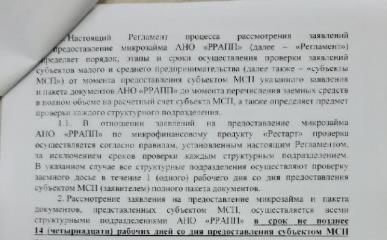 Настоящий Регламент процесса рассмотрения заявлений
предоставление микрозайма АНО «РРАПП» (далее – «Регламент»)
определяет порядок, этапы и сроки осуществления проверки заявлений
субъектов малого и среднего предпринимательства (далее также – «субъекты
МСП») от момента предоставления субъектом МСП указанного заявления
и пакета документов АНО «РРАПП» до момента перечисления заемных средств
в полном объеме на расчетный счет субъекта МСП, а также определяет предмет
проверки каждого структурного подразделения.
1.1. В отношении заявлений на предоставление микрозайма
АНО «РРАПП» по микрофинансовому продукту «Рестарт» проверка
осуществляется согласно правилам, установленным настоящим Регламентом,
за исключением сроков проверки каждым структурным подразделением.
В указанном случае все структурные подразделения осуществляют проверку
заемного досье в течение 1 (одного) рабочего дня со дня предоставления
субъектом МСП (заявителем) полного пакета документов.
2. Рассмотрение заявления на предоставление микрозайма и пакета
документов, представленных субъектом МСП, осуществляется всеми
структурными подразделениями АНО «РРАПП» в срок не позднее
14 (четырнадцати) рабочих дней со дня предоставления субъектом МСП